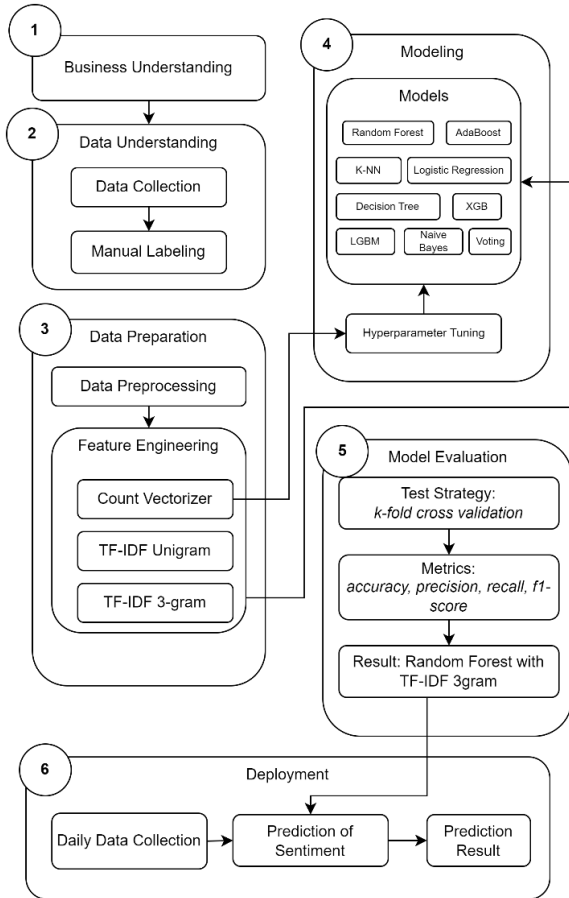 1
Business Understanding
2
Data Understanding
Data Collection
Manual Labeling
3
Data Preparation
Data Preprocessing
Feature Engineering
Count Vectorizer
TF-IDF Unigram
TF-IDF 3-gram
4
Modeling
Models
Random Forest
AdaBoost
K-NN
Logistic Regression
Decision Tree
XGB
LGBM
Naive
Bayes
Voting
Hyperparameter Tuning
5
Model Evaluation
Test Strategy:
k-fold cross validation
Metrics:
accuracy, precision, recall, f1-
score
Result: Random Forest with
TF-IDF 3gram
6
Deployment
Daily Data Collection
Prediction of
Sentiment
Prediction
Result